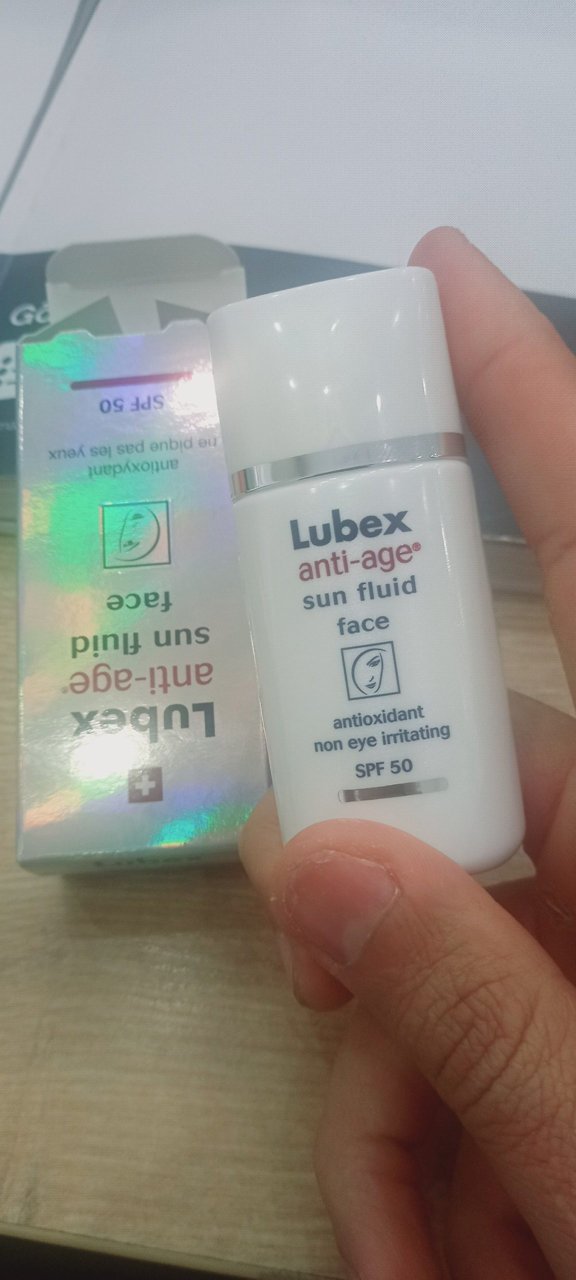 Lubex
anti-age®
sun fluid
face
antioxidant
non eye irritating
SPF 50
Lubex
anti-age®
sun fluid
face
antioxydant
ne pique pas les yeux
SPF 50